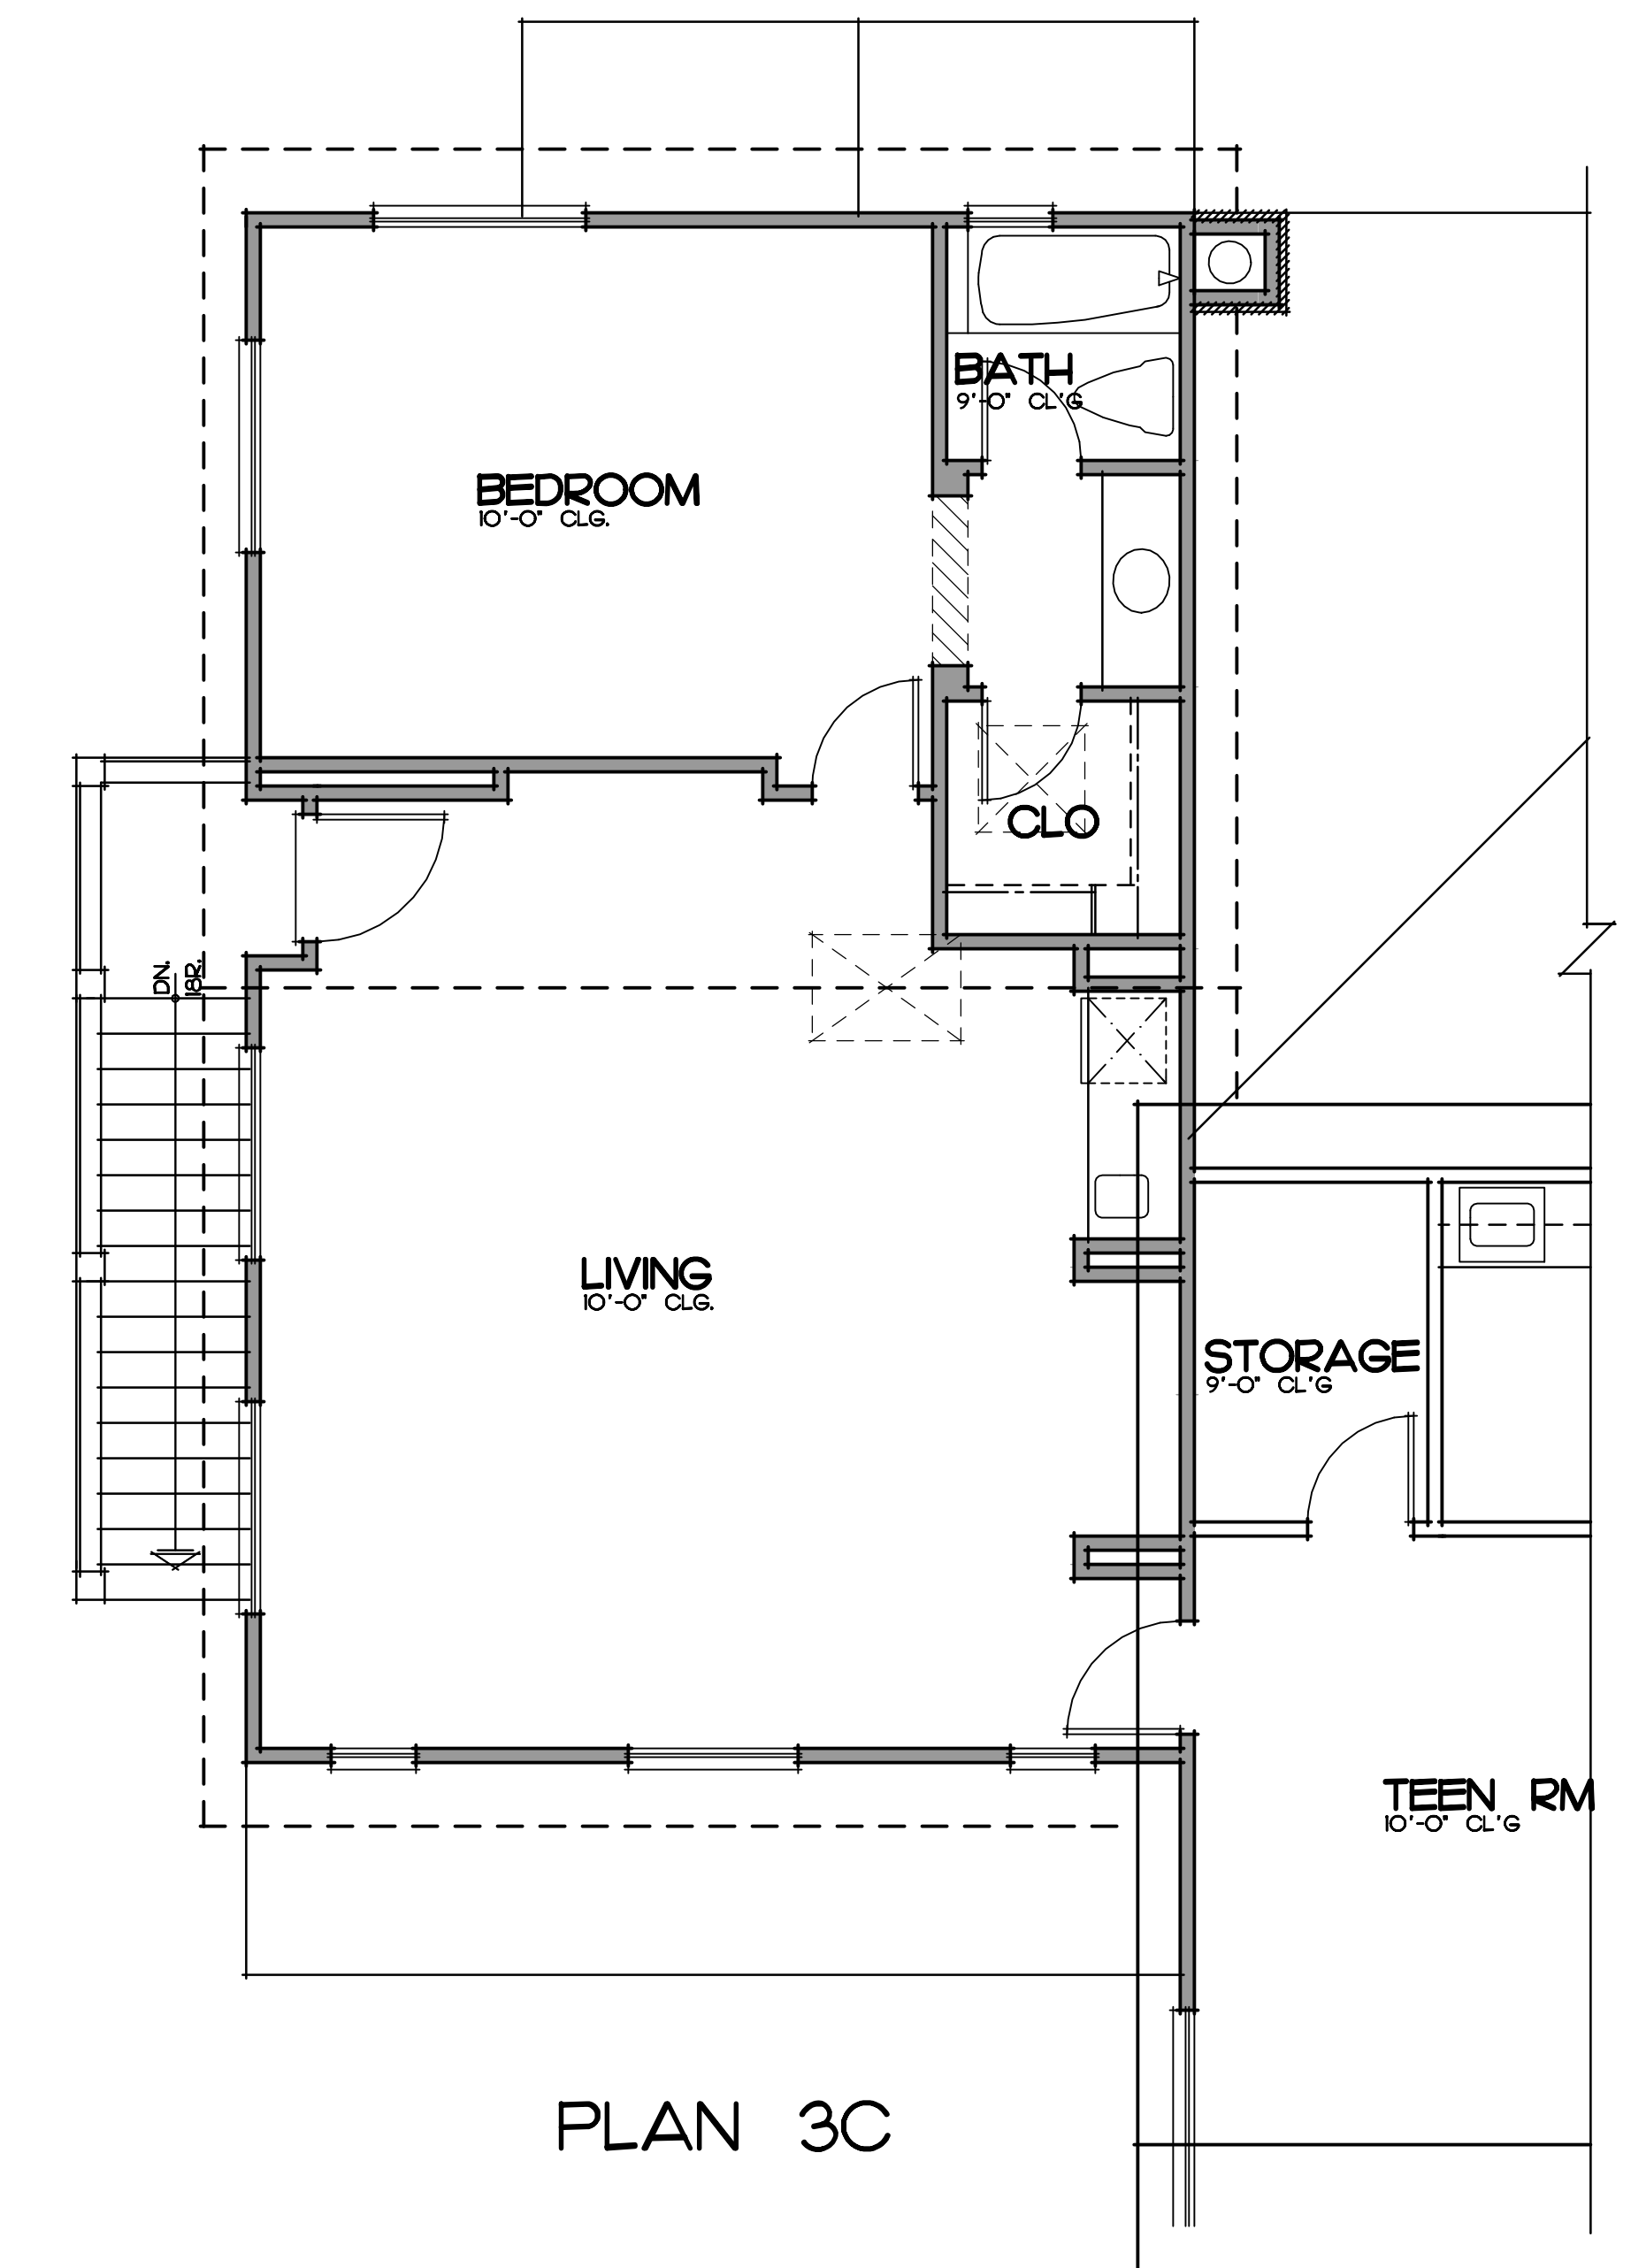 BATH
9'-0" CL'G
BEDROOM
10'-0" CLG.
CLO
DN.
18R.
LIVING
10'-0" CLG.
STORAGE
9'-0" CL'G
TEEN RM
10'-0" CL'G
PLAN 3C